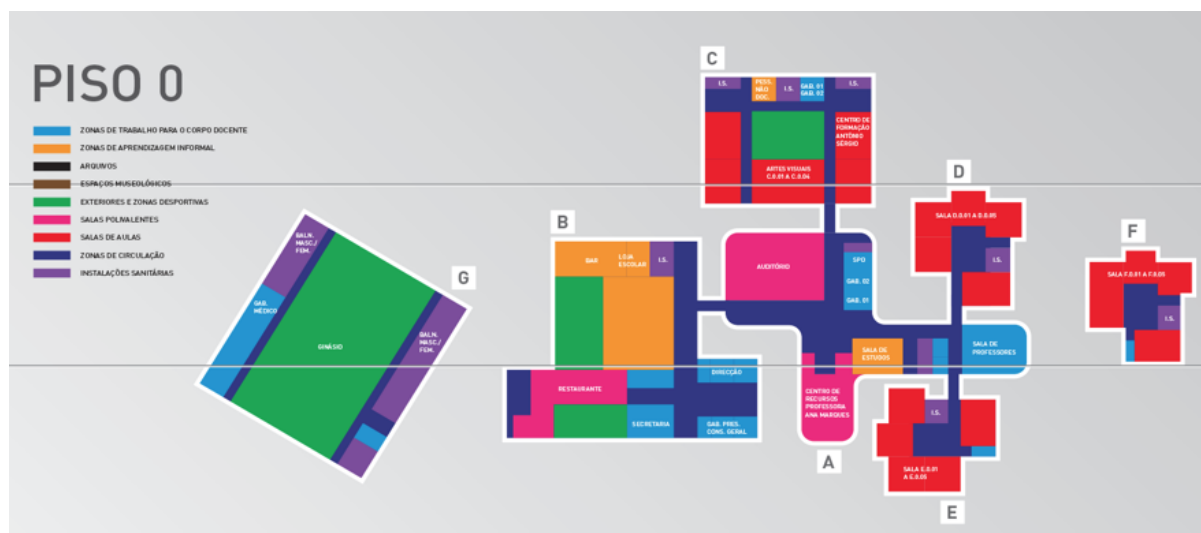 PISO 0
ZONAS DE TRABALHO PARA O CORPO DOCENTE
ZONAS DE APRENDIZAGEM INFORMAL
ARQUIVOS
ESPAÇOS MUSEOLÓGICOS
EXTERIORES E ZONAS DESPORTIVAS
SALAS POLIVALENTES
SALAS DE AULAS
ZONAS DE CIRCULAÇÃO
INSTALAÇÕES SANITÁRIAS
C
I.S.
PESS.
NÃO
DOC.
I.S.
GAB. 01
GAB. 02
I.S.
CENTRO DE
FORMAÇÃO
ANTÓNIO
SÉRGIO
ARTES VISUAIS
C.0.01 A C.0.04
D
SALA D.0.01 A D.0.05
I.S.
F
SALA F.0.01 A F.0.05
I.S.
B
BAR
LOJA
ESCOLAR
I.S.
AUDITÓRIO
SPO
GAB. 02
GAB. 01
G
BALN.
MASC./
FEM.
GAB.
MÉDICO
GINÁSIO
BALN.
MASC./
FEM.
SALA DE
ESTUDOS
SALA DE
PROFESSORES
DIRECÇÃO
RESTAURANTE
SECRETARIA
GAB. PRES.
CONS. GERAL
CENTRO DE
RECURSOS
PROFESSORA
ANA MARQUES
A
I.S.
SALA E.0.01
A E.0.05
E